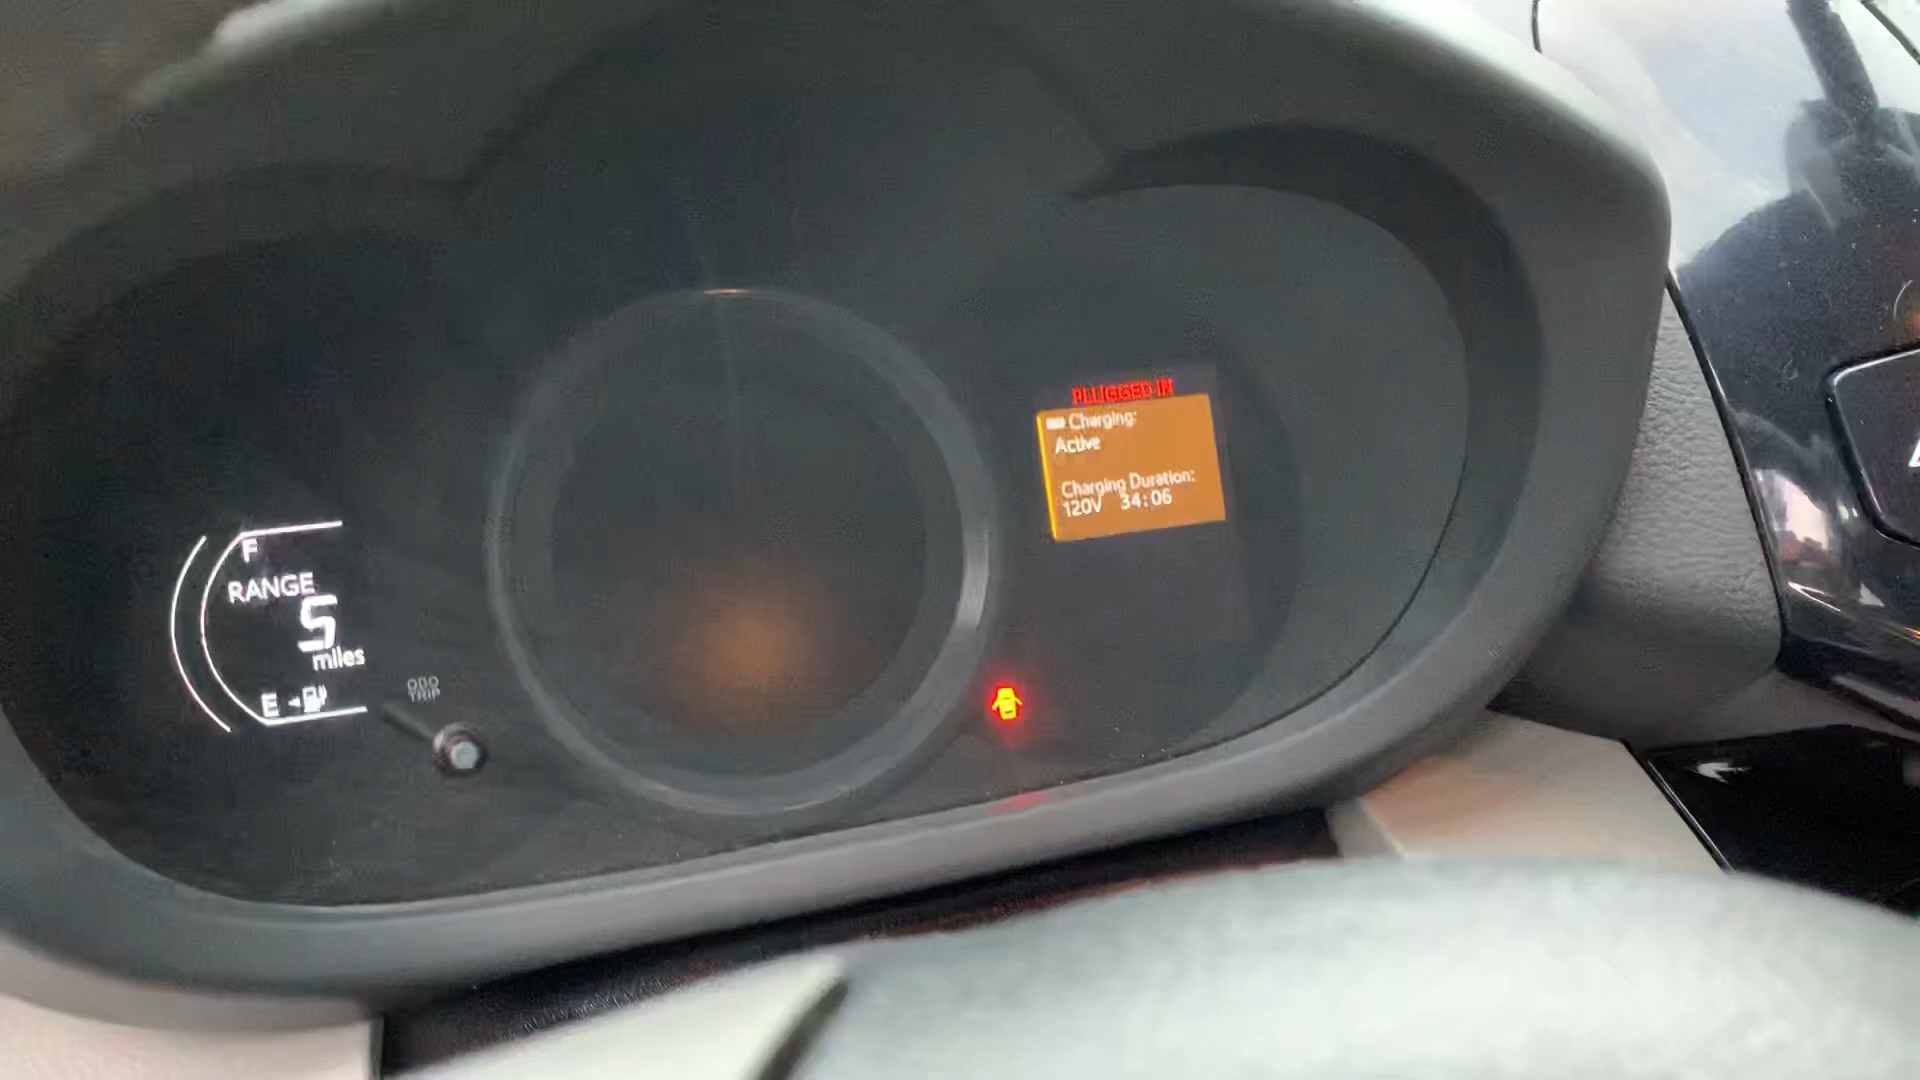 PLUGGED IN
Charging:
Active
Charging Duration:
120V 34:06
F
RANGE
5
miles
E
ODO
TRIP